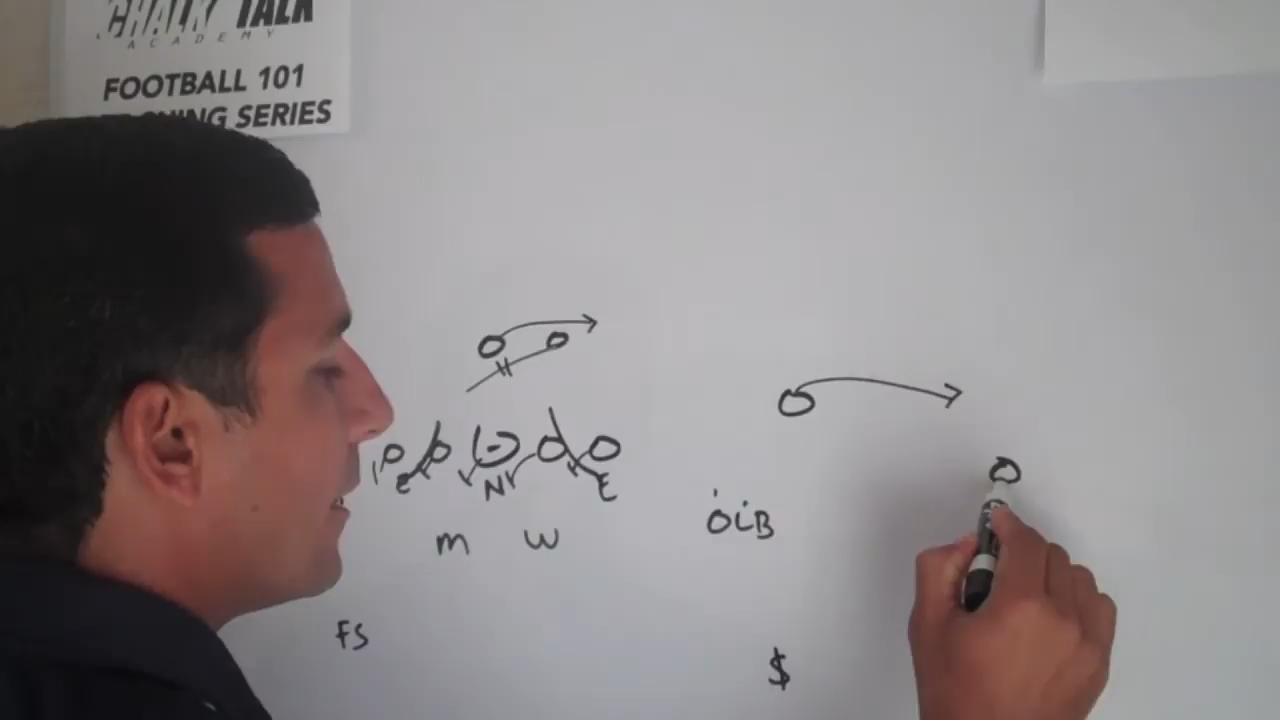 CHALK TALK
ACADEMY
FOOTBALL 101
SERIES
E N E
M W OLB
FS
$